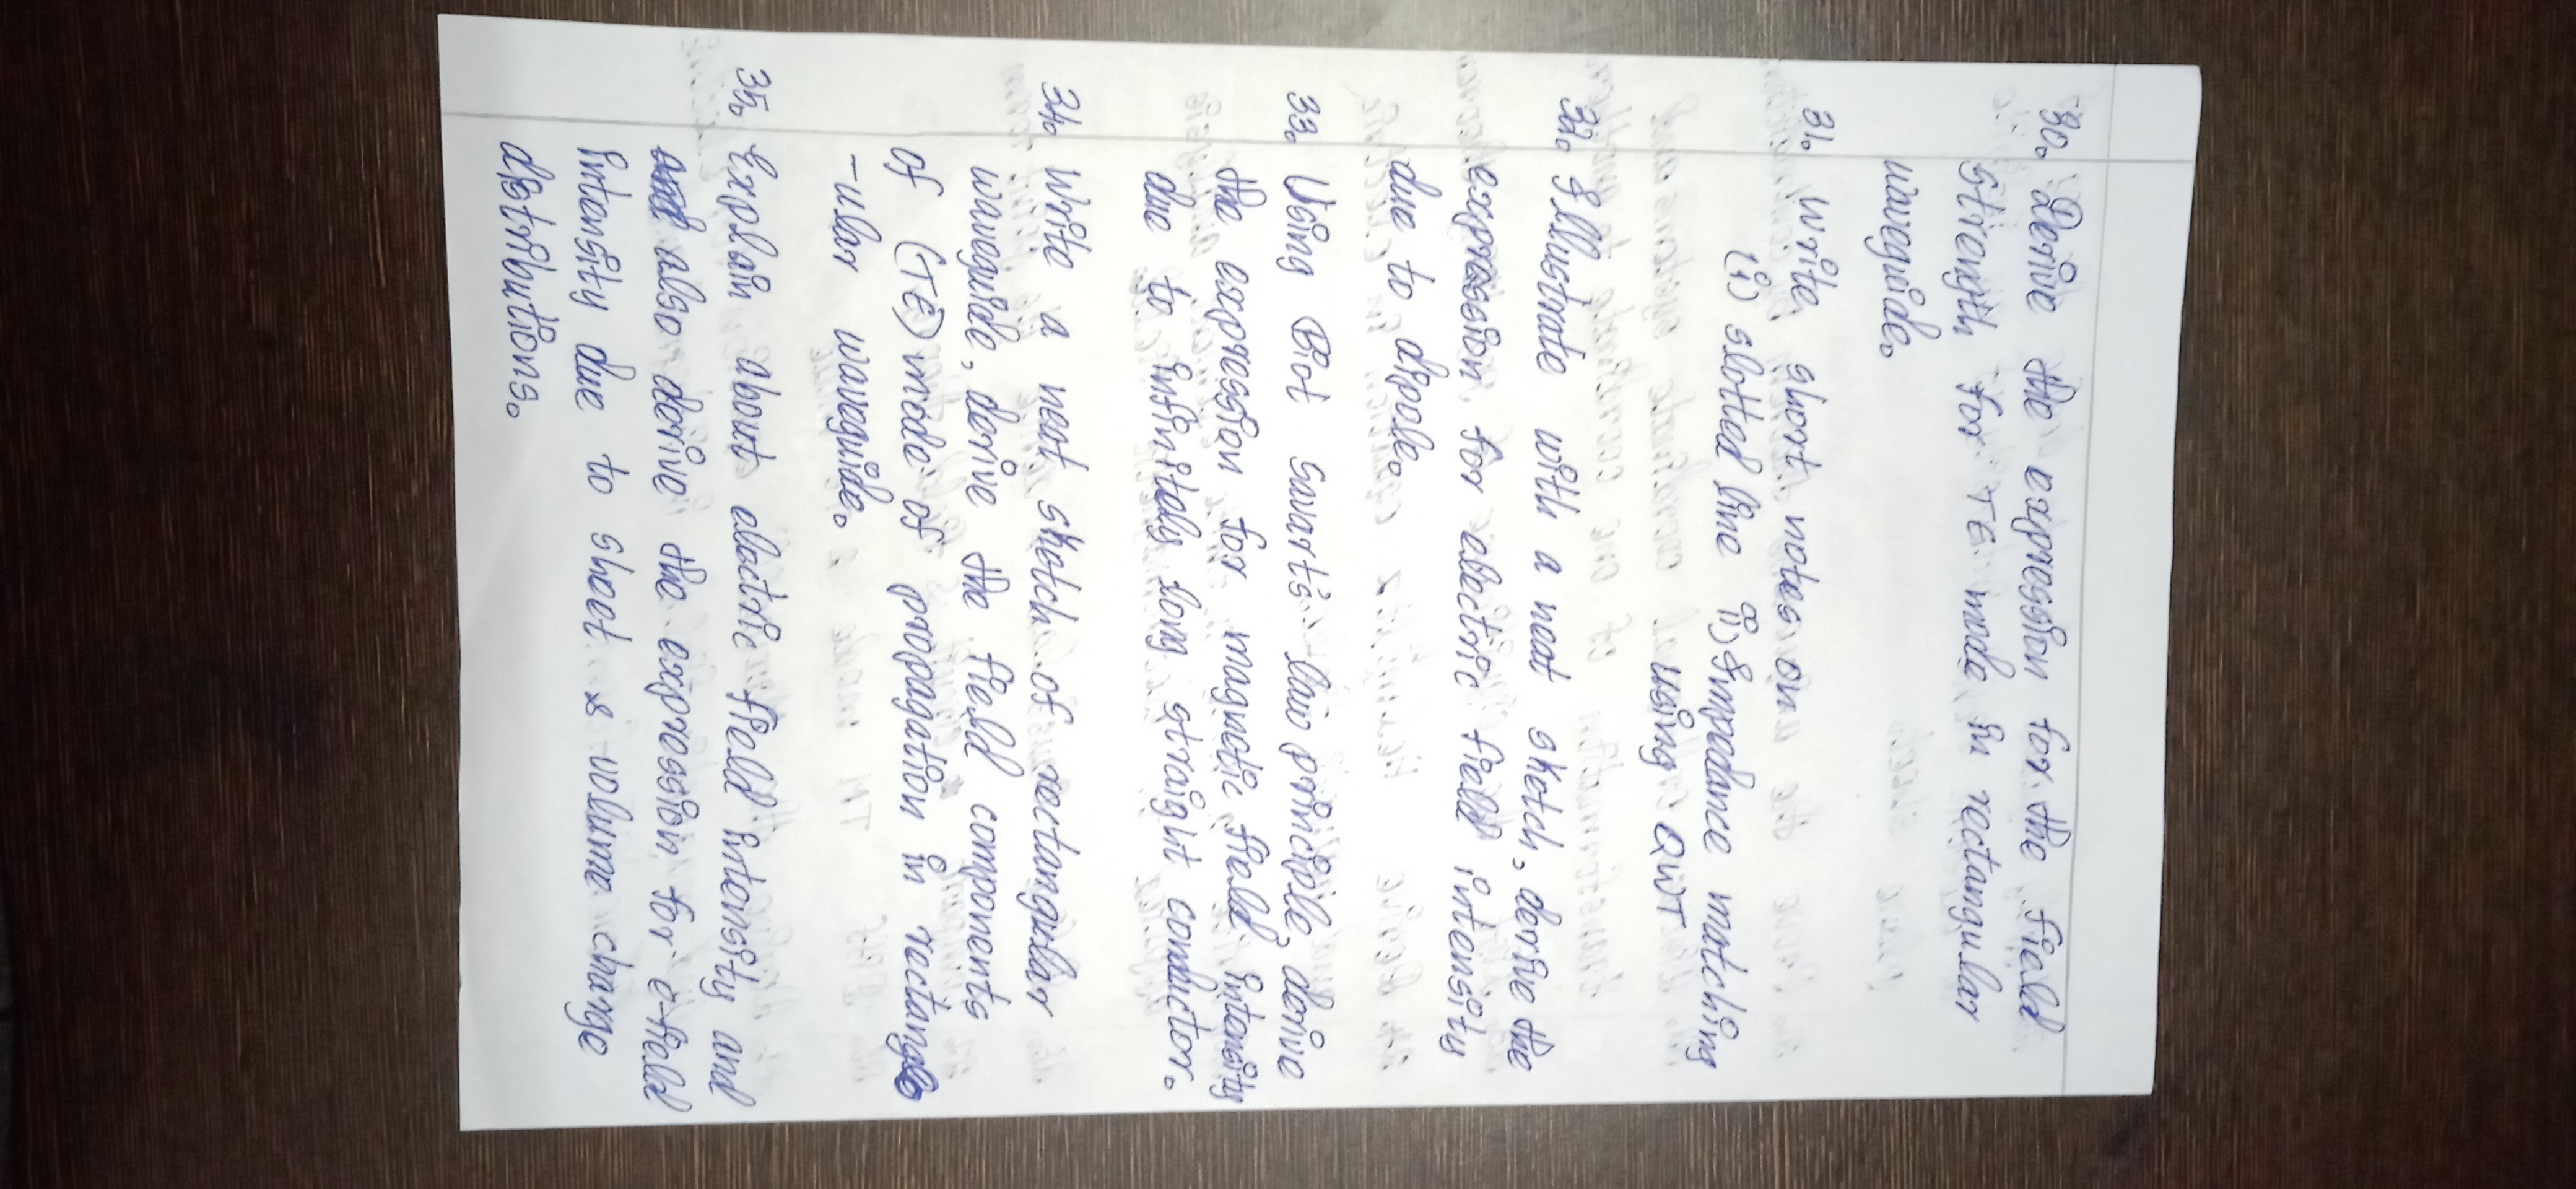 30. Derive the expression for the field
strength for TE mode in rectangular
waveguide.
31. Write short notes on
(i) slotted line ii) Impedance matching
using QWT
32. Illustrate with a neat sketch, derive the
expression for electric field intensity
due to dipole.
33. Using Biot Savart's law principle, derive
the expression for magnetic field intensity
due to infinitely long straight conductor.
34. Write a neat sketch of rectangular
waveguide, derive the field components
of (TE) mode of propagation in rectang
-ular waveguide.
35. Explain about electric field intensity and
also derive the expression for e-field
intensity due to sheet & volume charge
distributions.